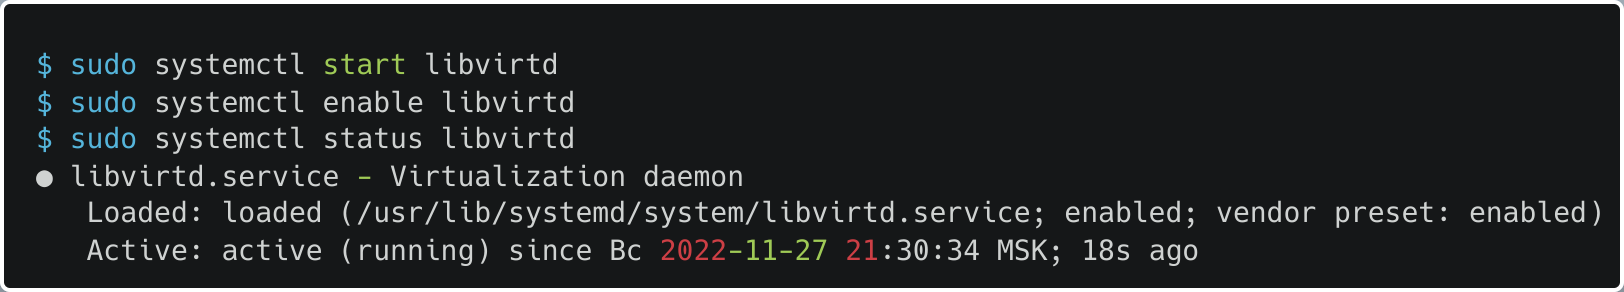 $ sudo systemctl start libvirtd
$ sudo systemctl enable libvirtd
$ sudo systemctl status libvirtd
● libvirtd.service - Virtualization daemon
Loaded: loaded (/usr/lib/systemd/system/libvirtd.service; enabled; vendor preset: enabled)
Active: active (running) since Вс 2022-11-27 21:30:34 MSK; 18s ago